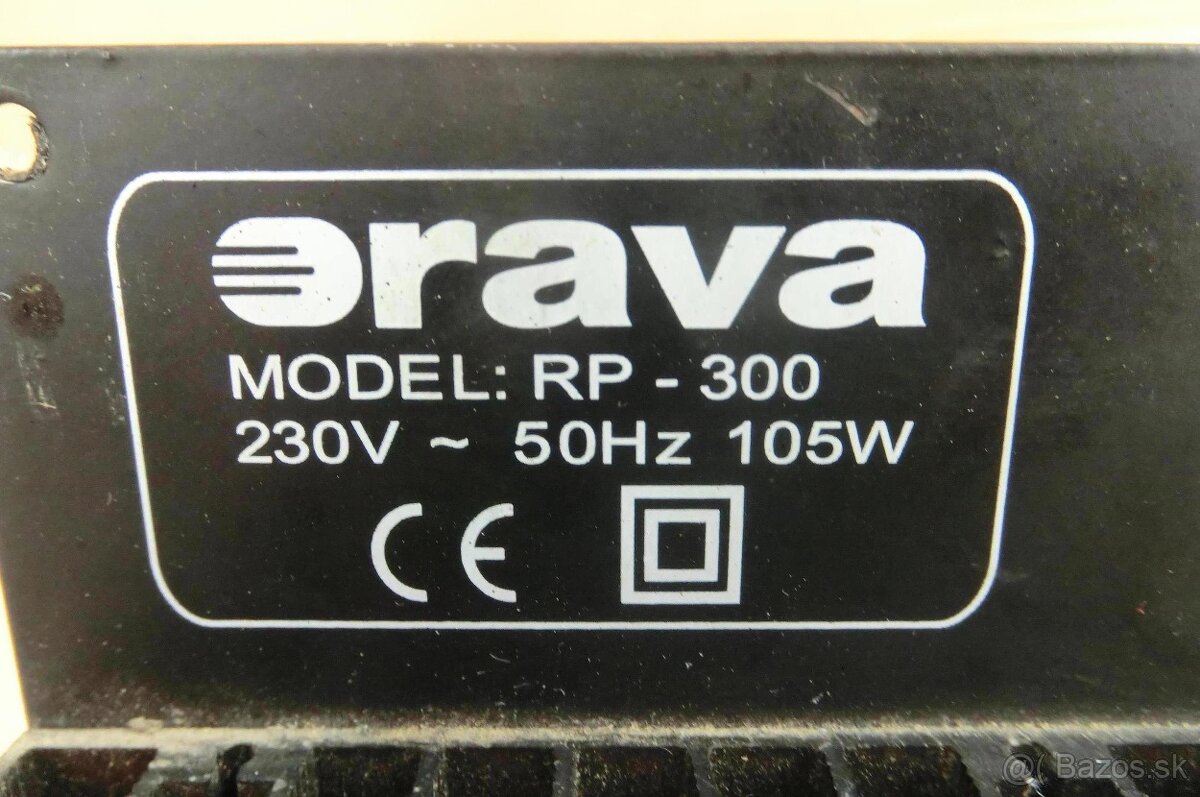 orava
MODEL: RP - 300
230V ~ 50Hz 105W
CE
@( Bazos.sk